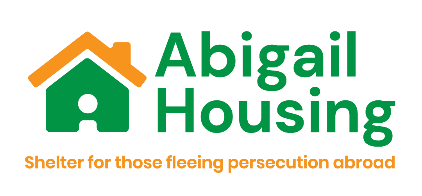 Abigail
Housing
Shelter for those fleeing persecution abroad